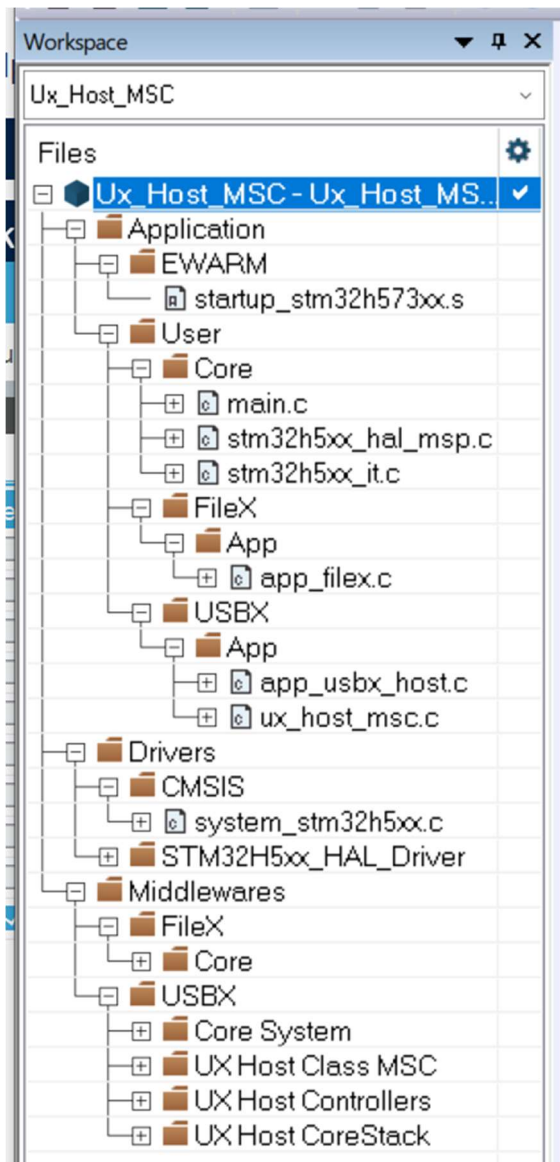 Workspace
Ux_Host_MSC
Files
Ux_Host_MSC - Ux_Host_MS...
Application
EWARM
startup_stm32h573xx.s
User
Core
main.c
stm32h5xx_hal_msp.c
stm32h5xx_it.c
FileX
App
app_filex.c
USBX
App
app_usbx_host.c
ux_host_msc.c
Drivers
CMSIS
system_stm32h5xx.c
STM32H5xx_HAL_Driver
Middlewares
FileX
Core
USBX
Core System
UX Host Class MSC
UX Host Controllers
UX Host CoreStack